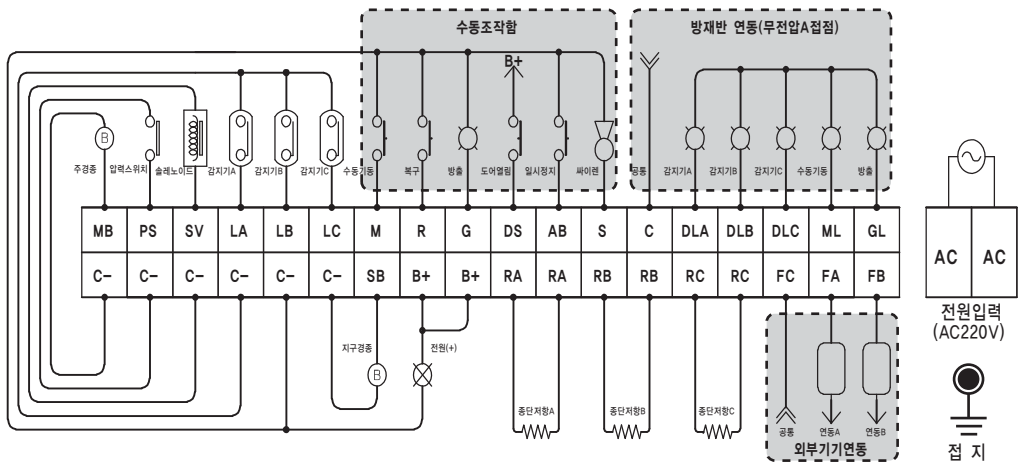 수동조작함
방재반 연동(무전압A접점)
B+
B
주경종 압력스위치 솔레노이드 감지기A 감지기B 감지기C 수동기동 복구 방출 도어열림 일시정지 싸이렌 공통 감지기A 감지기B 감지기C 수동기동 방출
MB PS SV LA LB LC M R G DS AB S C DLA DLB DLC ML GL
C- C- C- C- C- C- SB B+ B+ RA RA RB RB RC RC FC FA FB
AC AC
전원입력
(AC220V)
지구경종 전원(+)
B
종단저항A 종단저항B 종단저항C
공통 연동A 연동B
외부기기연동
접 지